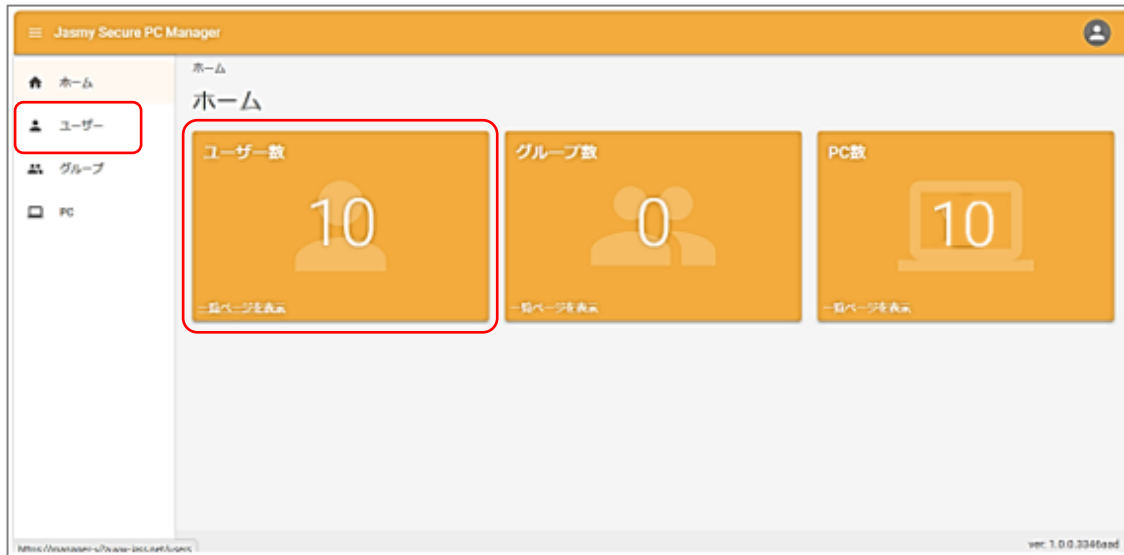 Jasmy Secure PC Manager
ホーム
ユーザー
グループ
PC
ホーム
ホーム
ユーザー数
10
一覧ページを表示
グループ数
0
一覧ページを表示
PC数
10
一覧ページを表示
ver. 1.0.0.3346aad